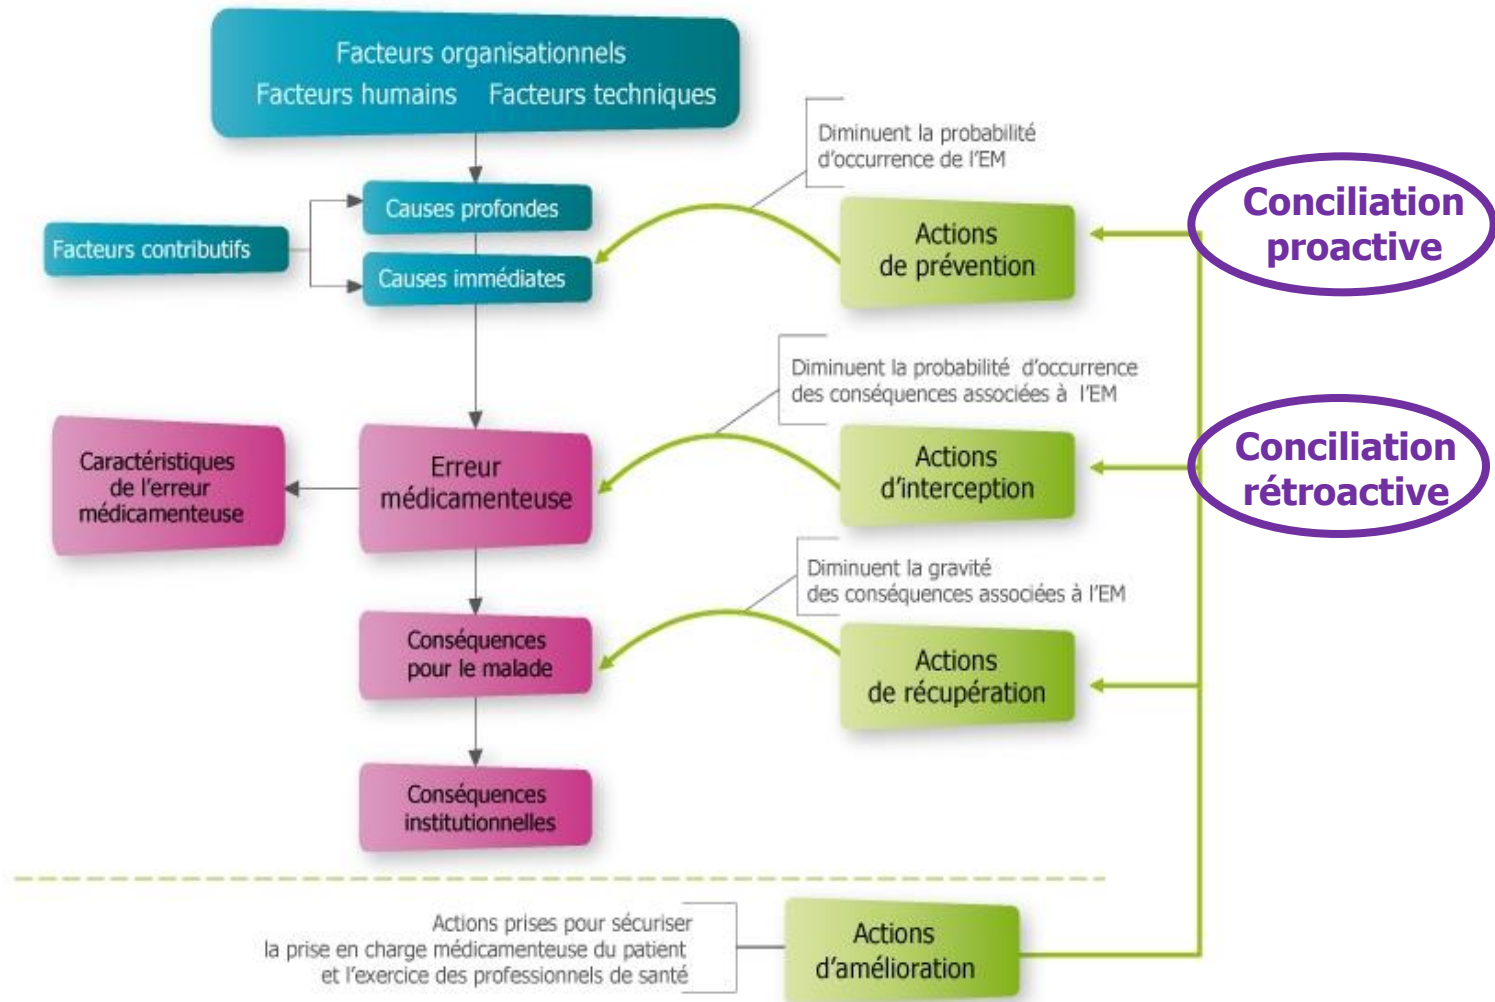 Facteurs organisationnels
Facteurs humains Facteurs techniques
Diminuent la probabilité
d'occurrence de l'EM
Causes profondes
Facteurs contributifs
Causes immédiates
Actions
de prévention
Conciliation
proactive
Diminuent la probabilité d'occurrence
des conséquences associées à l'EM
Caractéristiques
de l'erreur
médicamenteuse
Erreur
médicamenteuse
Actions
d'interception
Conciliation
rétroactive
Diminuent la gravité
des conséquences associées à l'EM
Conséquences
pour le malade
Actions
de récupération
Conséquences
institutionnelles
Actions prises pour sécuriser
la prise en charge médicamenteuse du patient
et l'exercice des professionnels de santé
Actions
d'amélioration